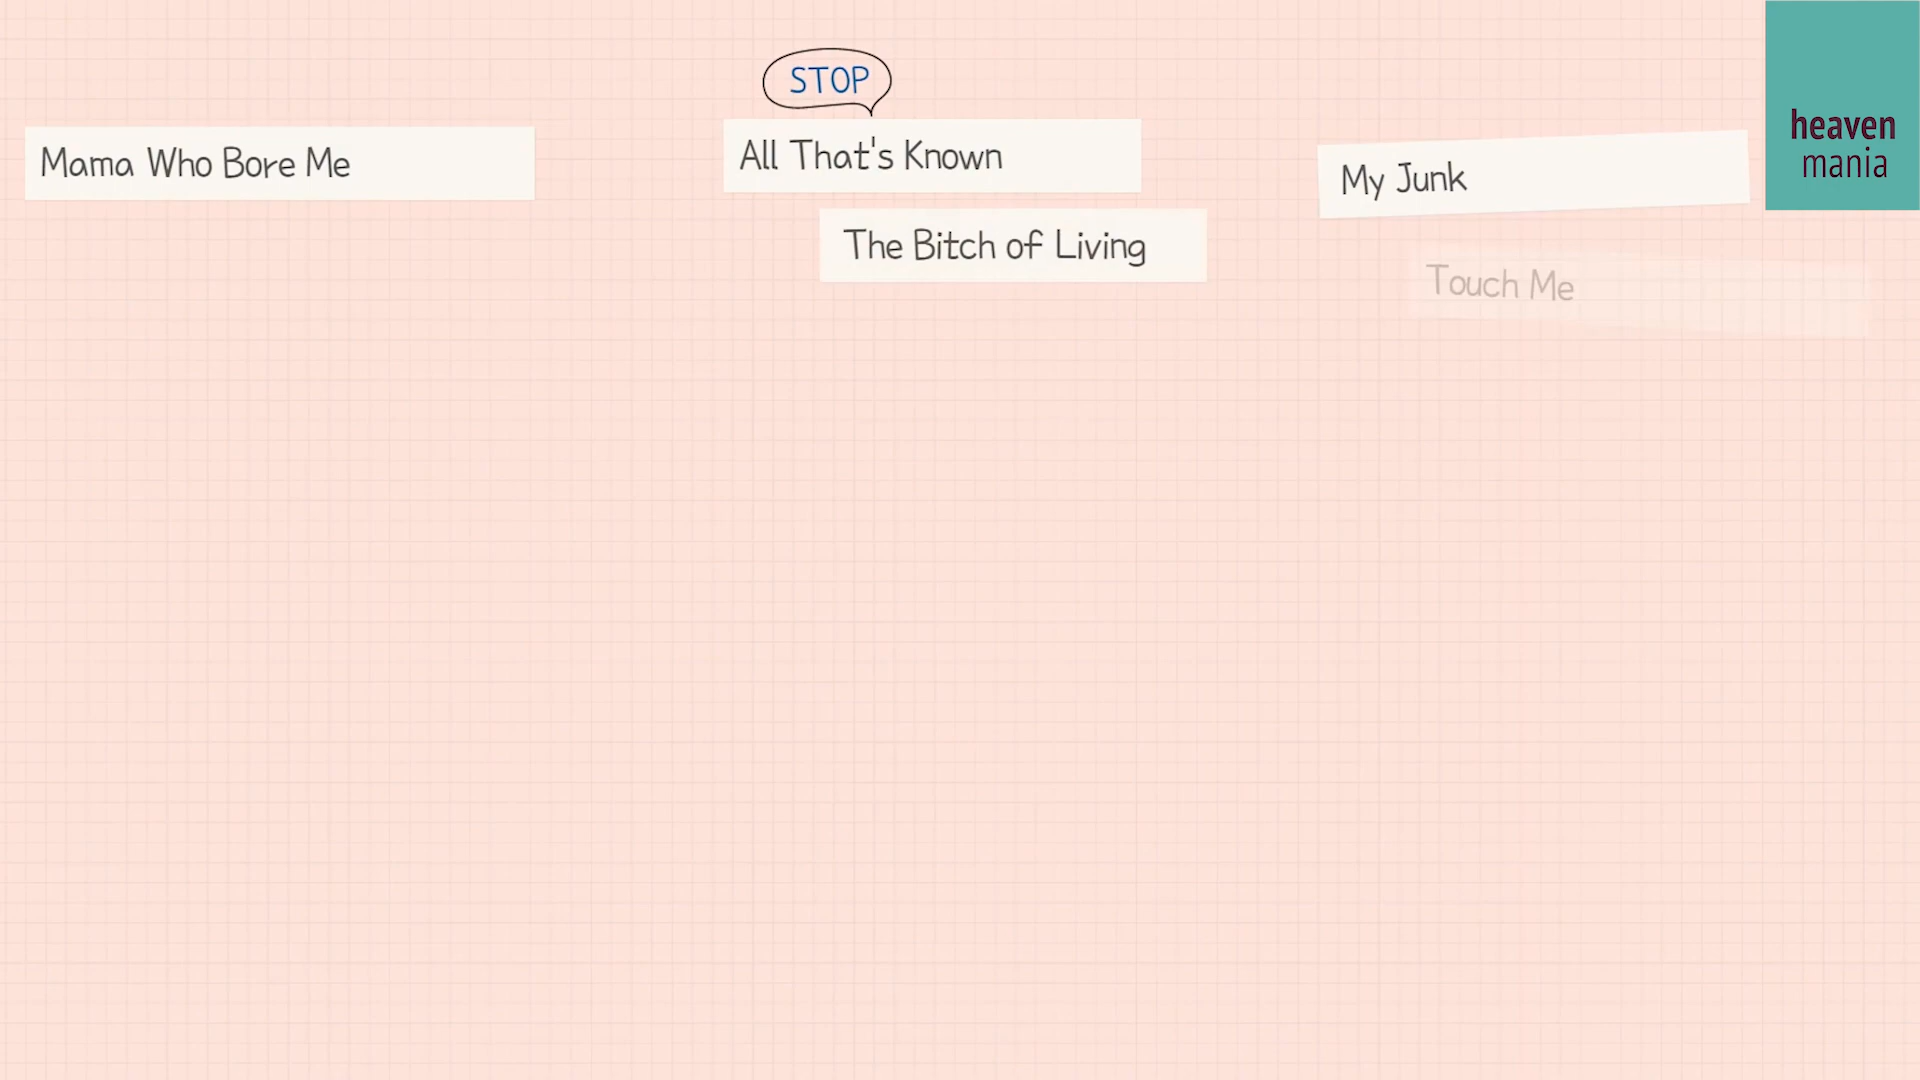 STOP
Mama Who Bore Me
All That's Known
My Junk
The Bitch of Living
Touch Me
heaven
mania